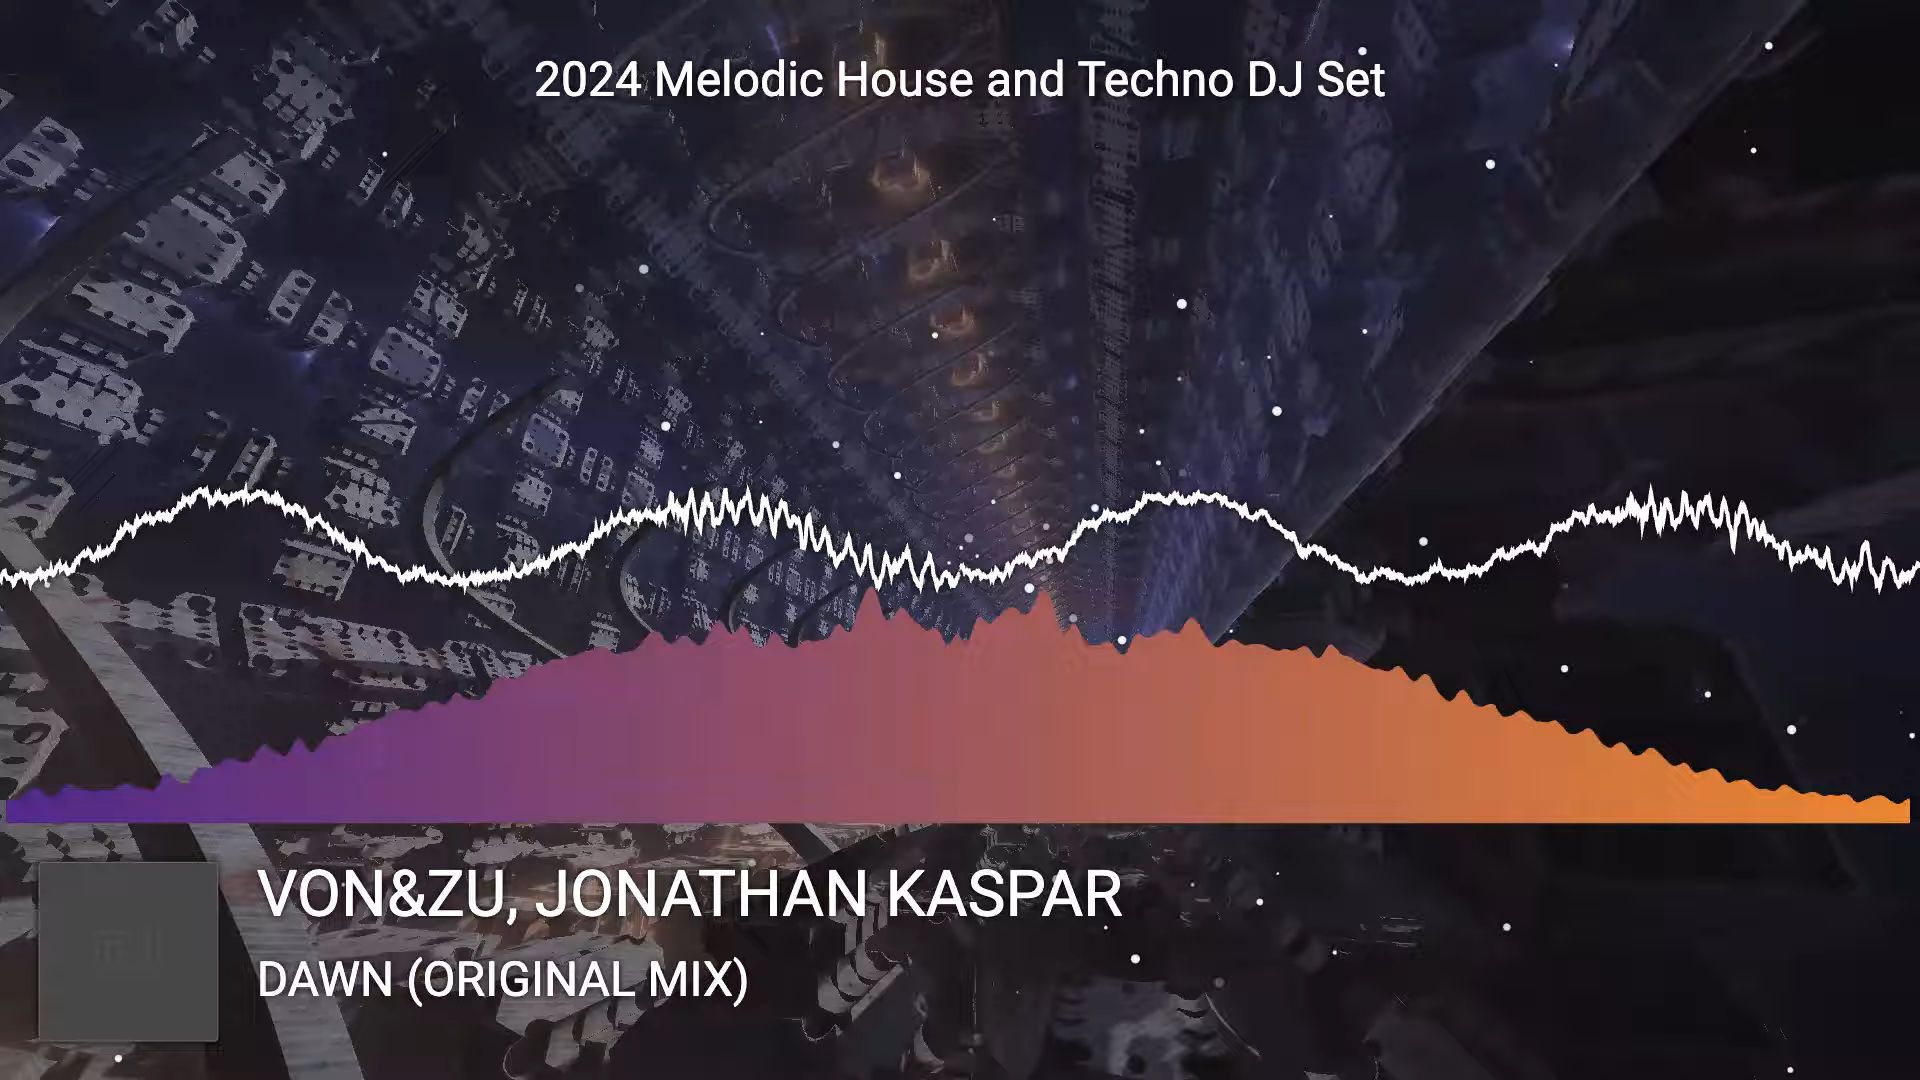 2024 Melodic House and Techno DJ Set
VON&ZU, JONATHAN KASPAR
DAWN (ORIGINAL MIX)